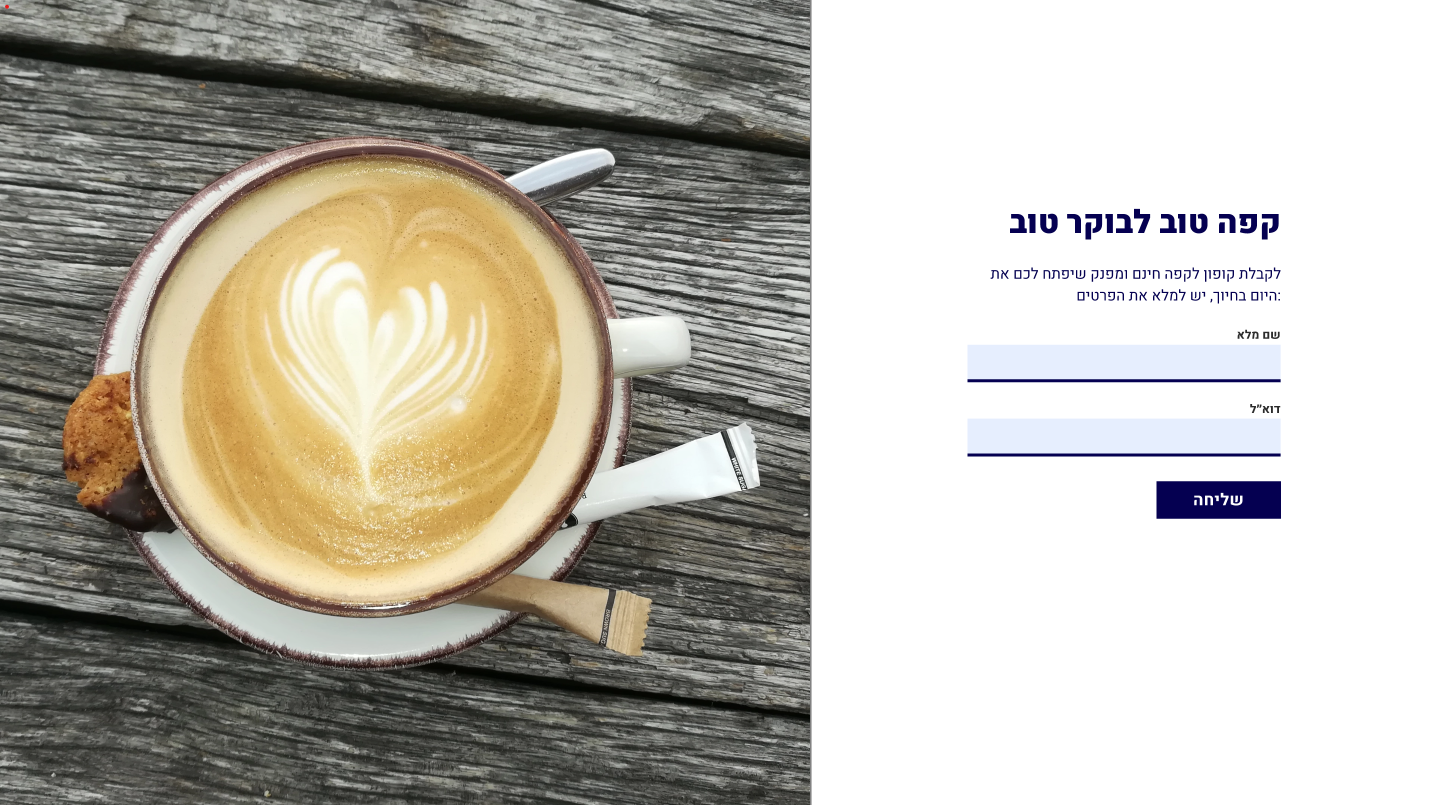 קפה טוב לבוקר טוב
לקבלת קופון לקפה חינם ומפנק שיפתח לכם את
:היום בחיוך, יש למלא את הפרטים
שם מלא
דוא״ל
שליחה